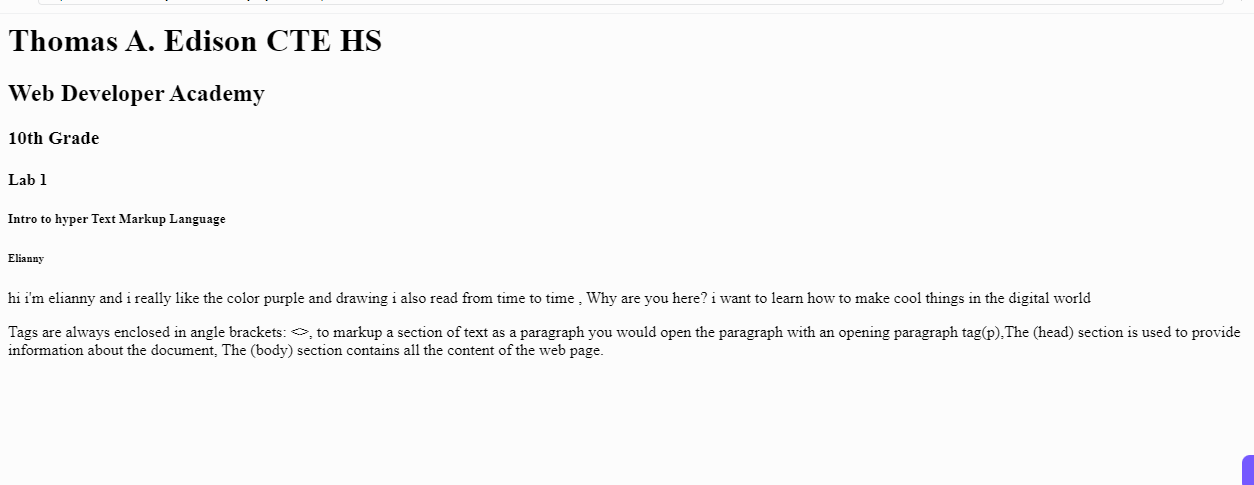 Thomas A. Edison CTE HS
Web Developer Academy
10th Grade
Lab 1
Intro to hyper Text Markup Language
Elianny
hi i'm elianny and i really like the color purple and drawing i also read from time to time , Why are you here? i want to learn how to make cool things in the digital world
Tags are always enclosed in angle brackets: <>, to markup a section of text as a paragraph you would open the paragraph with an opening paragraph tag(p),The (head) section is used to provide
information about the document, The (body) section contains all the content of the web page.